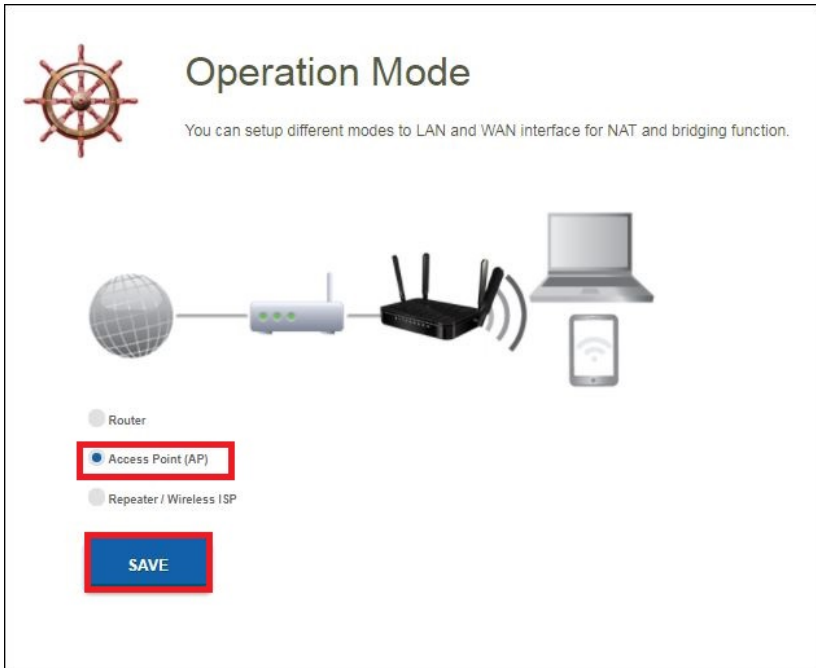 Operation Mode
You can setup different modes to LAN and WAN interface for NAT and bridging function.
Router
Access Point (AP)
Repeater / Wireless ISP
SAVE